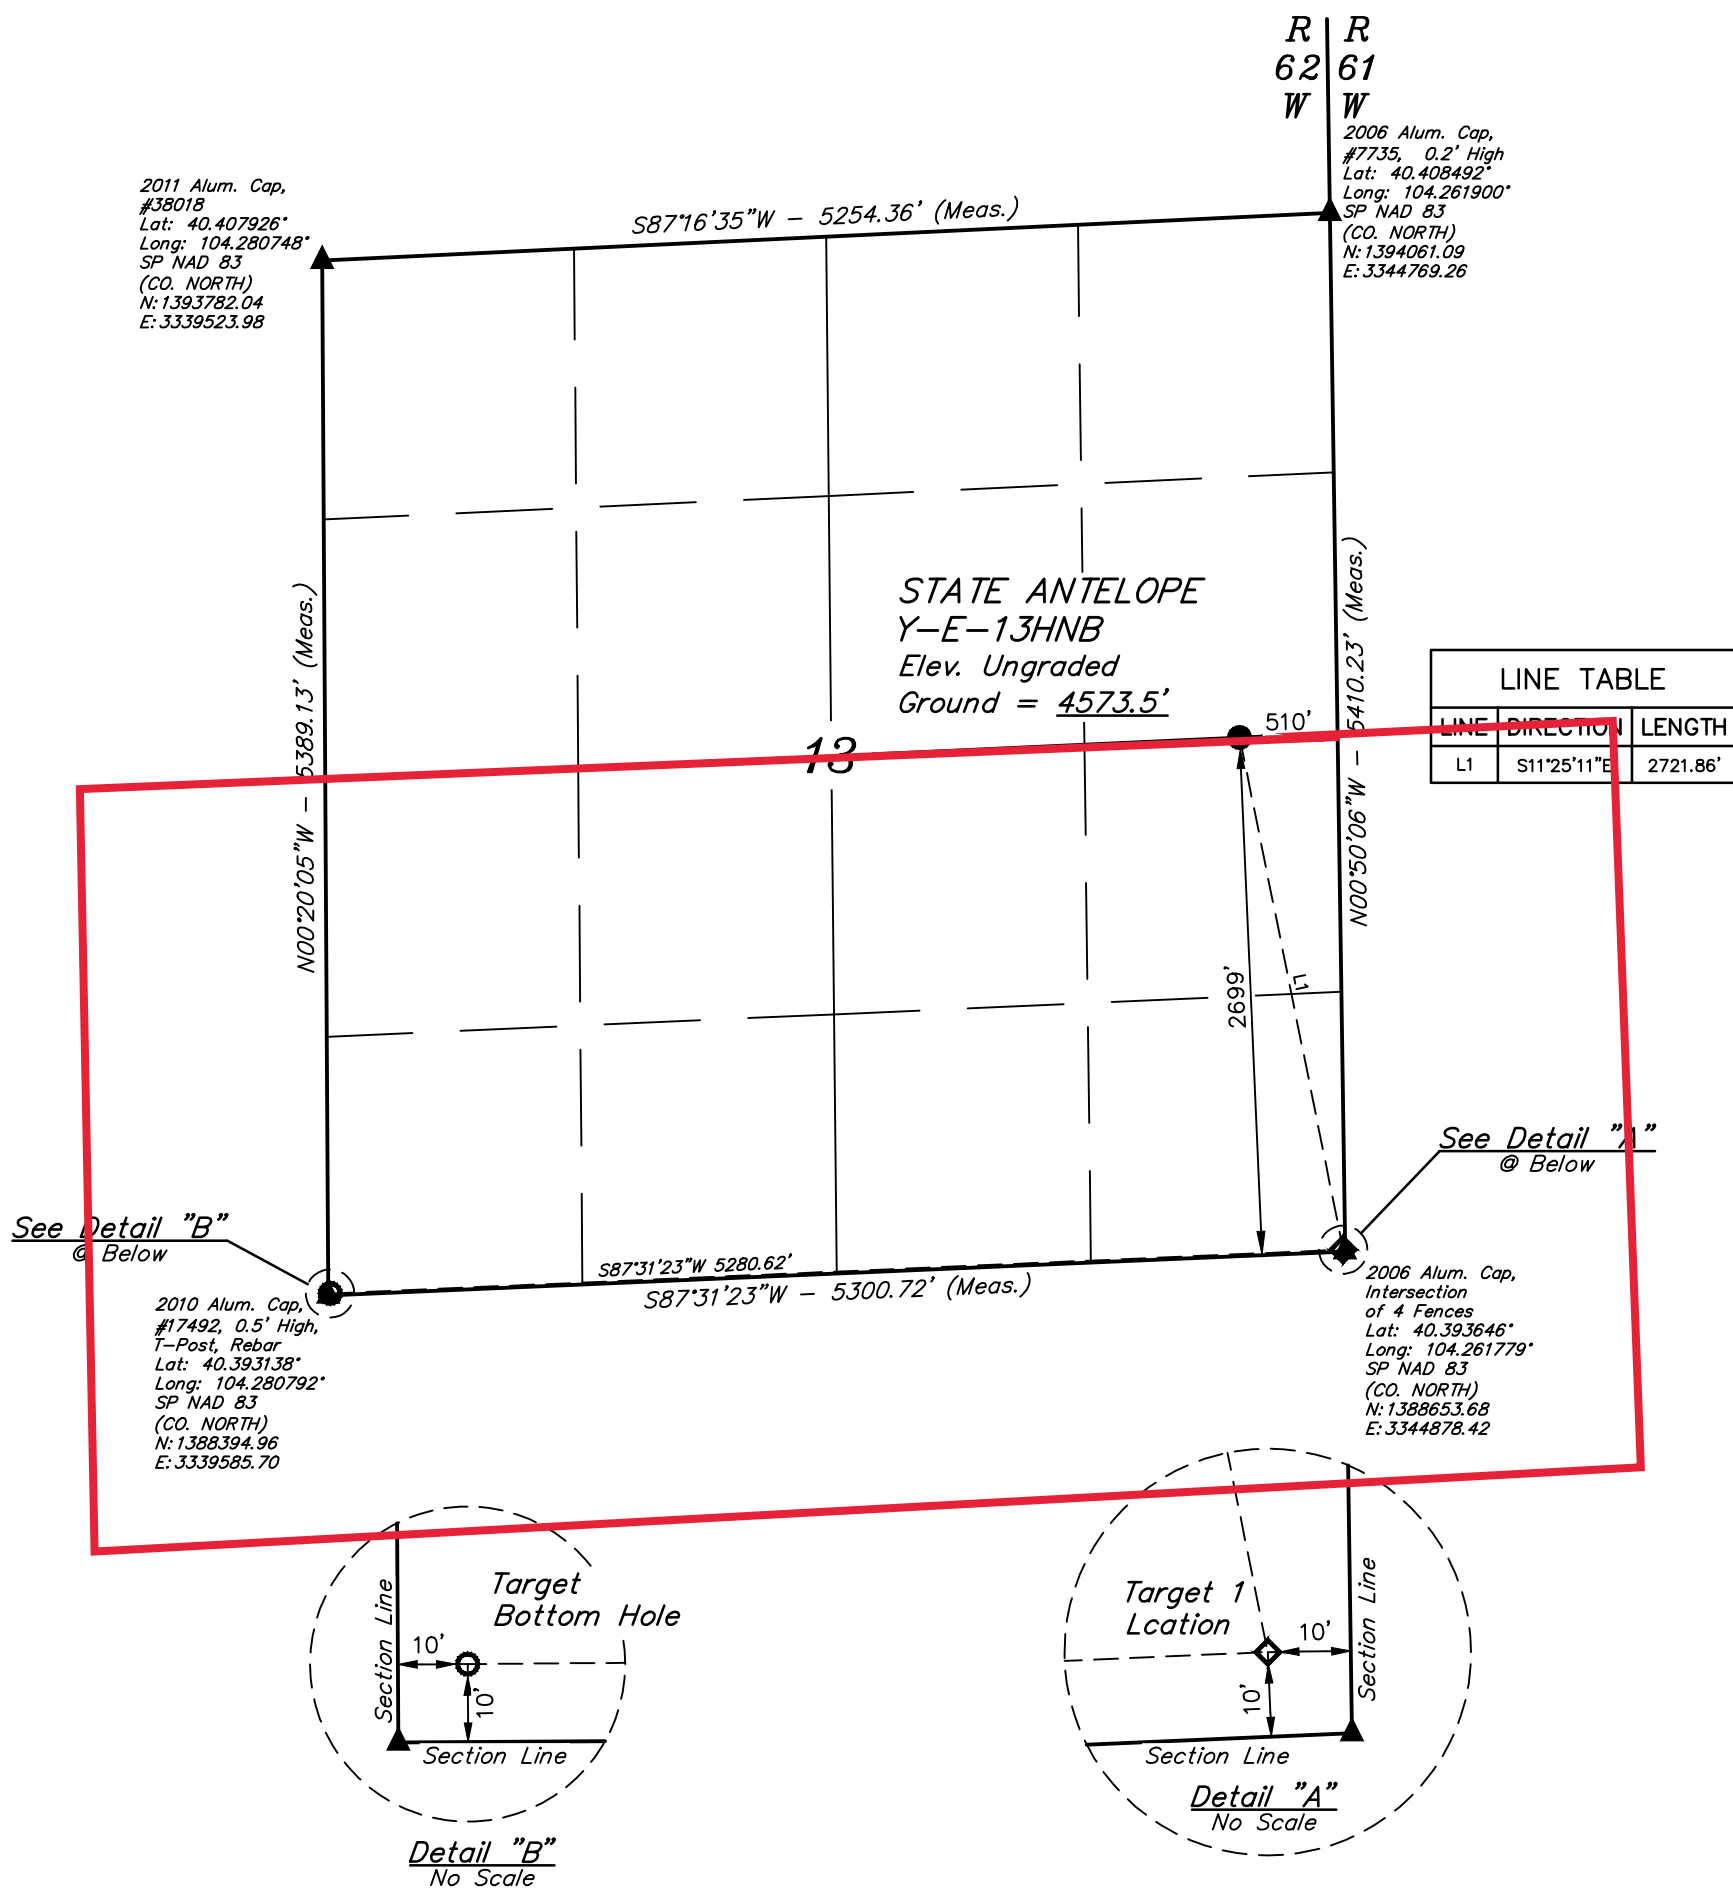 R R
62 61
W W
2006 Alum. Cap,
#7735, 0.2' High
Lat: 40.408492°
Long: 104.261900°
SP NAD 83
(CO. NORTH)
N: 1394061.09
E: 3344769.26
2011 Alum. Cap,
#38018
Lat: 40.407926°
Long: 104.280748°
SP NAD 83
(CO. NORTH)
N: 1393782.04
E: 3339523.98
S87°16'35"W – 5254.36' (Meas.)
N00°20'05"W – 5389.13' (Meas.)
STATE ANTELOPE
Y–E–13HNB
Elev. Ungraded
Ground = 4573.5'
N00°50'06"W – 5410.23' (Meas.)
LINE TABLE
LINE DIRECTION LENGTH
L1 S11°25'11"E 2721.86'
13
510'
2699'
L1
See Detail "A"
@ Below
See Detail "B"
@ Below
S87°31'23"W 5280.62'
S87°31'23"W – 5300.72' (Meas.)
2010 Alum. Cap,
#17492, 0.5' High,
T–Post, Rebar
Lat: 40.393138°
Long: 104.280792°
SP NAD 83
(CO. NORTH)
N: 1388394.96
E: 3339585.70
2006 Alum. Cap,
Intersection
of 4 Fences
Lat: 40.393646°
Long: 104.261779°
SP NAD 83
(CO. NORTH)
N: 1388653.68
E: 3344878.42
Target
Bottom Hole
Section Line
10'
10'
Section Line
Detail "B"
No Scale
Target 1
Lcation
10'
10'
Section Line
Section Line
Detail "A"
No Scale